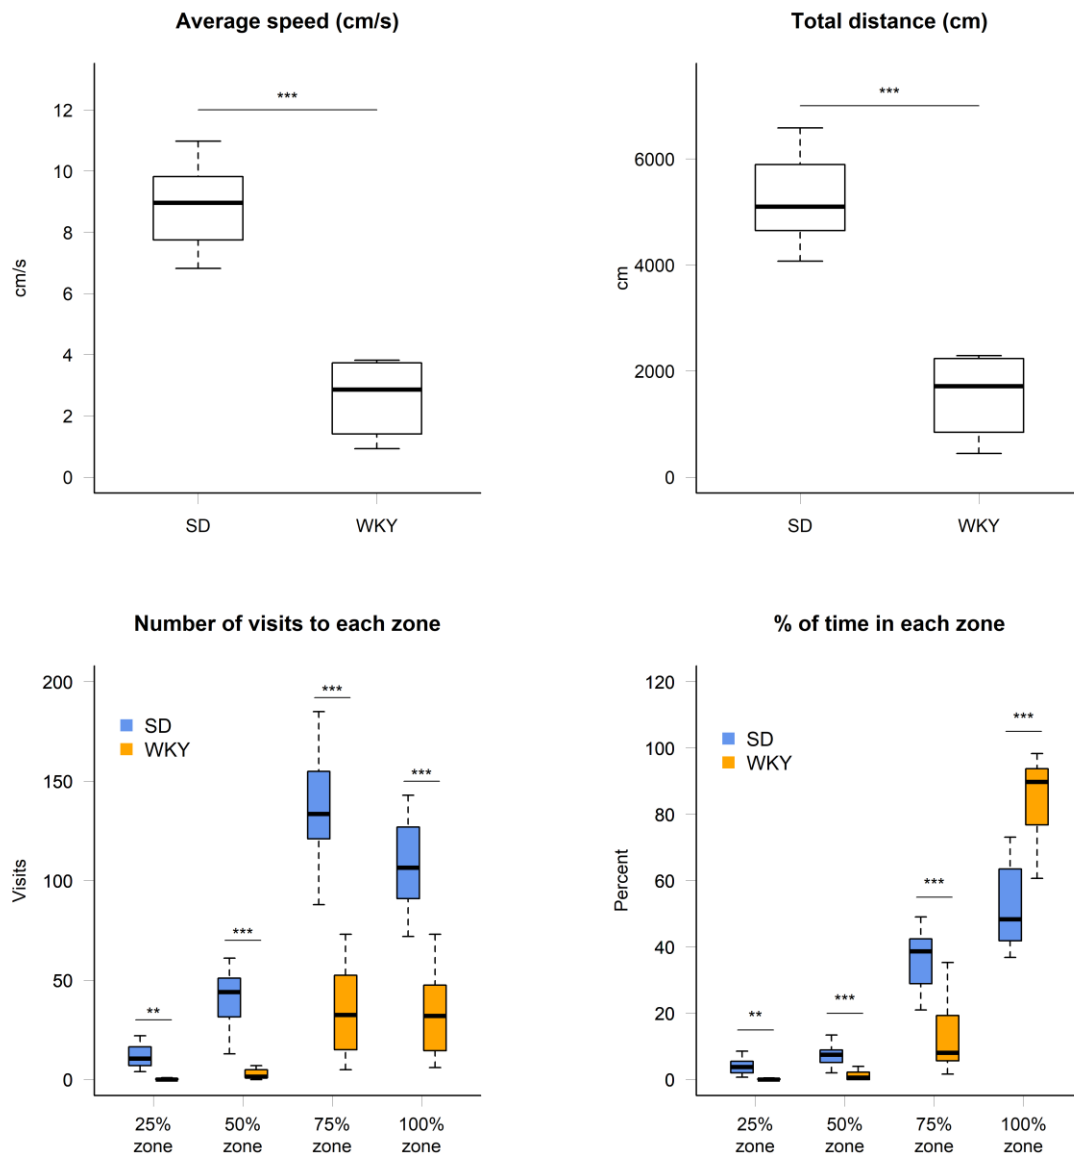 Average speed (cm/s)
***
12
10
8
6
4
2
0
cm/s
SD
WKY
Total distance (cm)
***
6000
4000
2000
0
cm
SD
WKY
Number of visits to each zone
200
150
100
50
0
Visits
SD
WKY
**
***
***
***
25%
zone
50%
zone
75%
zone
100%
zone
% of time in each zone
120
100
80
60
40
20
0
Percent
SD
WKY
**
***
***
***
25%
zone
50%
zone
75%
zone
100%
zone